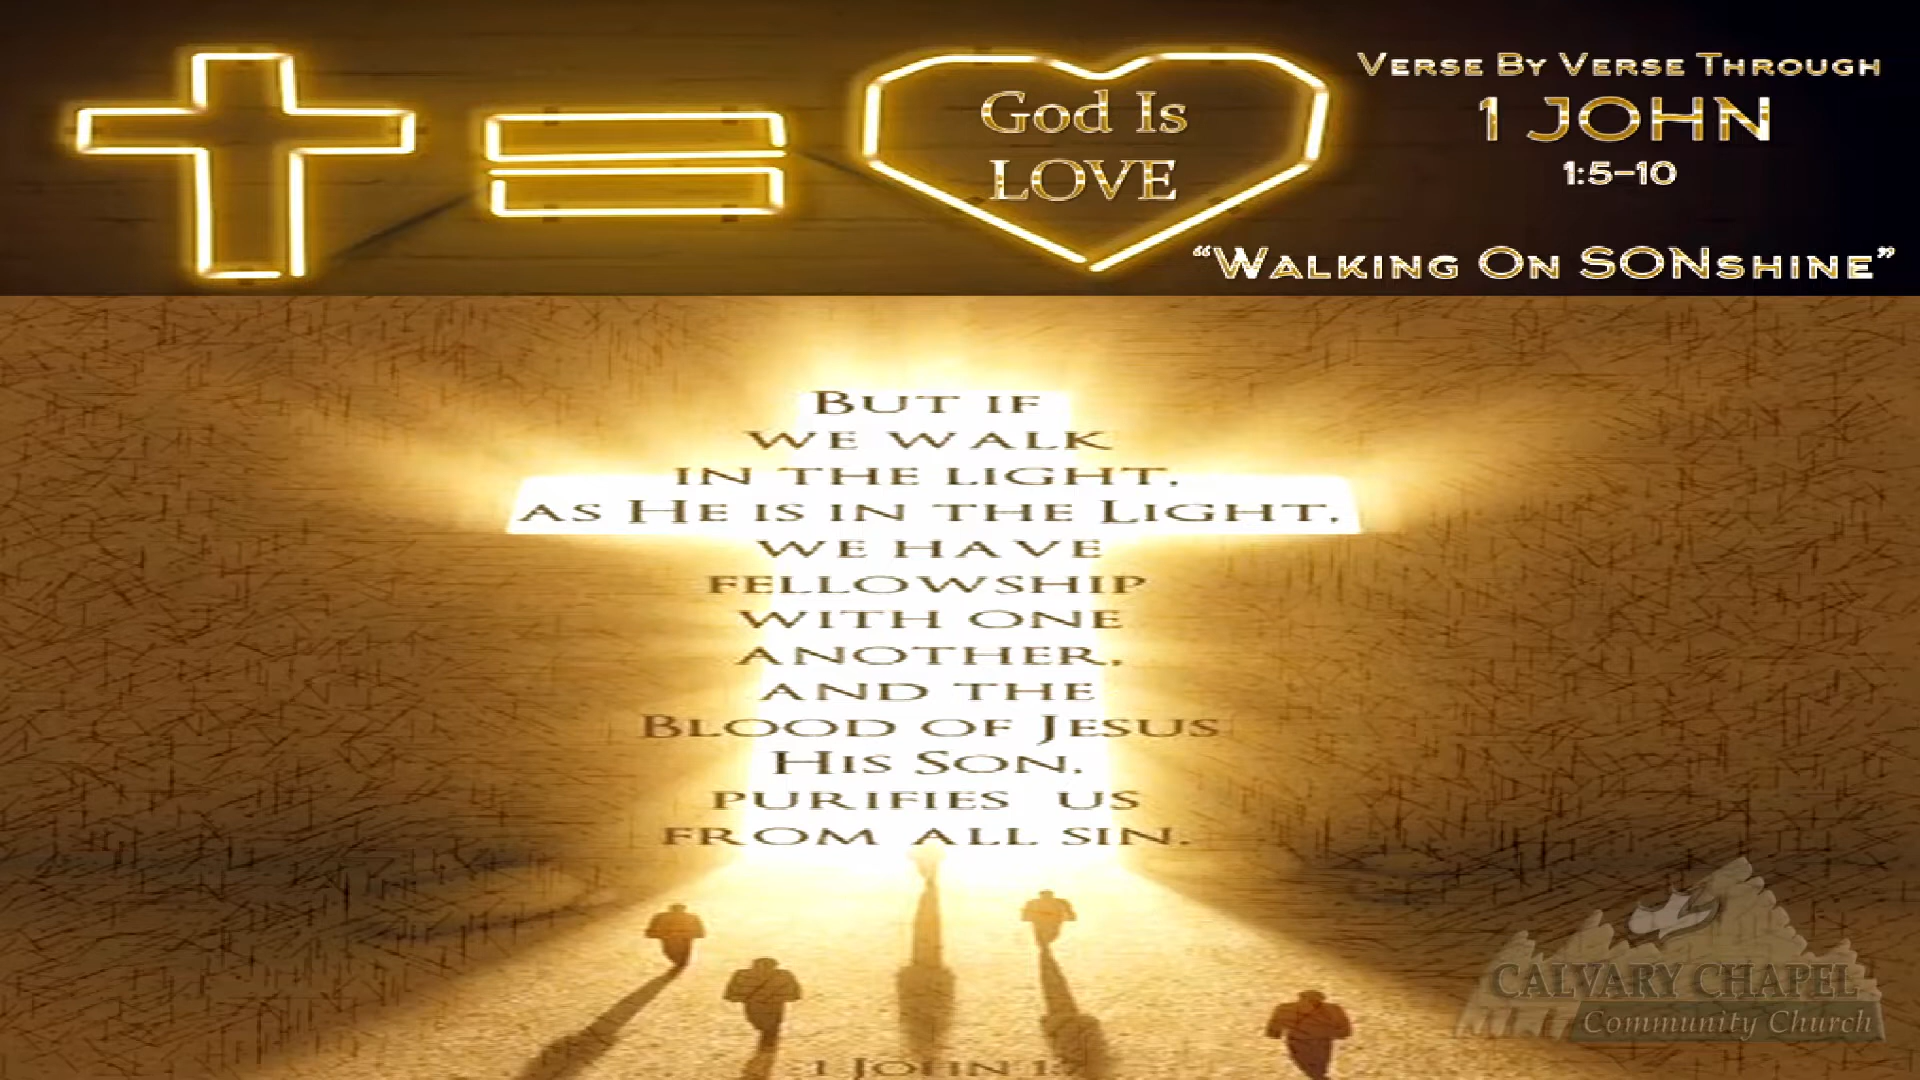 God Is
LOVE
VERSE BY VERSE THROUGH
1 JOHN
1:5-10
“WALKING ON SONSHINE”
BUT IF
WE WALK
IN THE LIGHT,
AS HE IS IN THE LIGHT,
WE HAVE
FELLOWSHIP
WITH ONE
ANOTHER,
AND THE
BLOOD OF JESUS
HIS SON,
PURIFIES US
FROM ALL SIN.
1 JOHN
CALVARY CHAPEL
Community Church